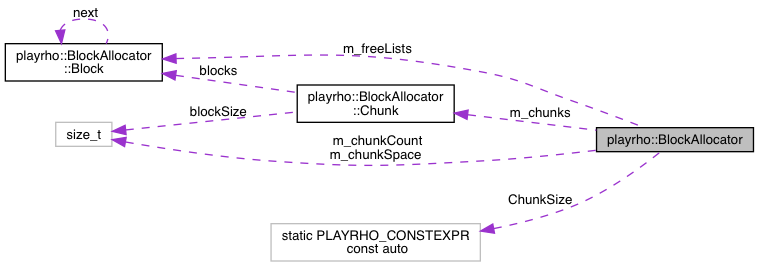 next
playrho::BlockAllocator
::Block
m_freeLists
blocks
playrho::BlockAllocator
::Chunk
m_chunks
blockSize
size_t
m_chunkCount
m_chunkSpace
playrho::BlockAllocator
ChunkSize
static PLAYRHO_CONSTEXPR
const auto